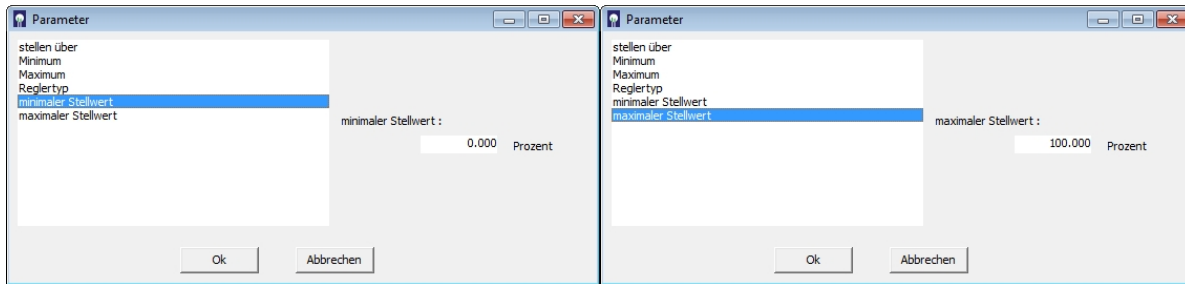 Parameter
stellen über
Minimum
Maximum
Reglertyp
minimaler Stellwert
maximaler Stellwert
minimaler Stellwert :
0.000 Prozent
Ok Abbrechen
Parameter
stellen über
Minimum
Maximum
Reglertyp
minimaler Stellwert
maximaler Stellwert
maximaler Stellwert :
100.000 Prozent
Ok Abbrechen